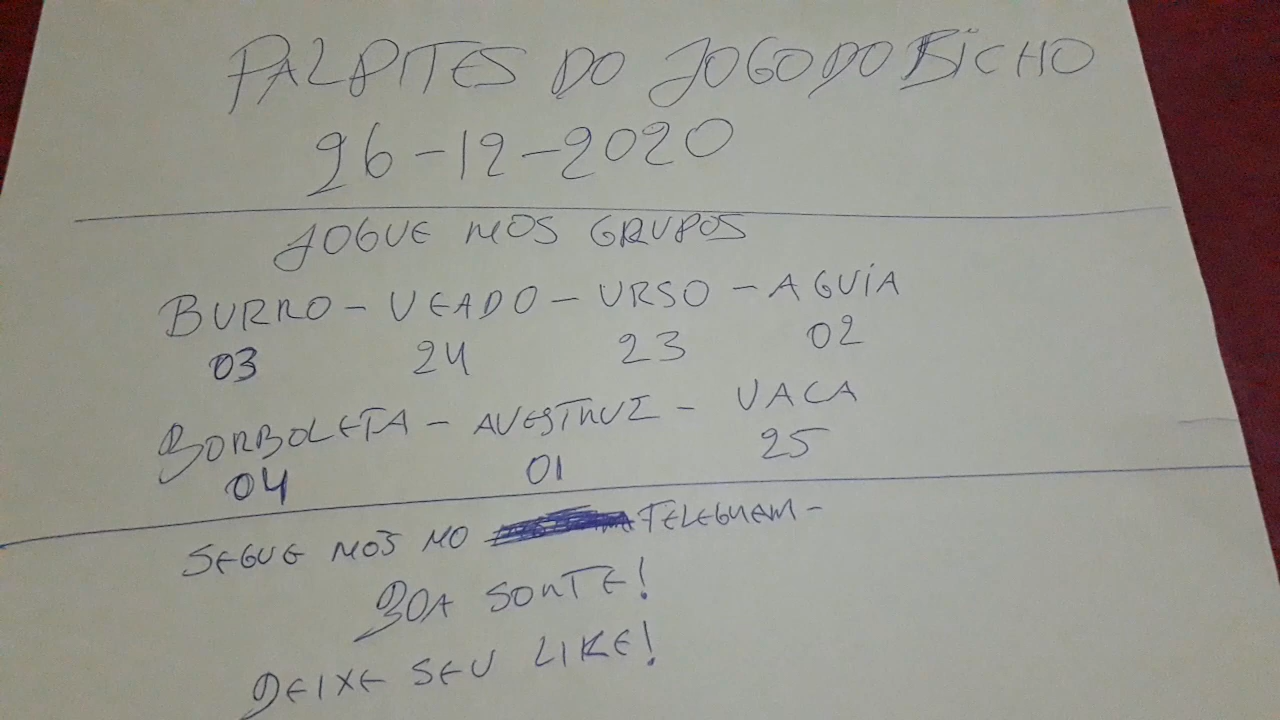 PALPITES DO JOGO DO BICHO
26-12-2020
JOGUE NOS GRUPOS
BURRO - VEADO - URSO - AGUIA
03 24 23 02
BORBOLETA - AVESTRUZ - VACA
04 01 25
SEGUE NOS NO TELEGRAM -
BOA SORTE!
DEIXE SEU LIKE!